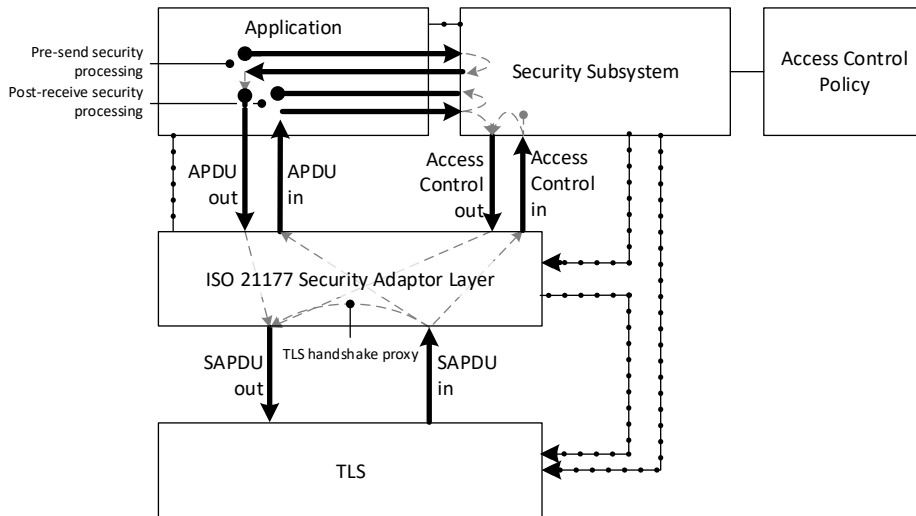 Application
Pre-send security
processing
Post-receive security
processing
Security Subsystem
Access Control
Policy
APDU
out
APDU
in
Access
Control
out
Access
Control
in
ISO 21177 Security Adaptor Layer
TLS handshake proxy
SAPDU
out
SAPDU
in
TLS